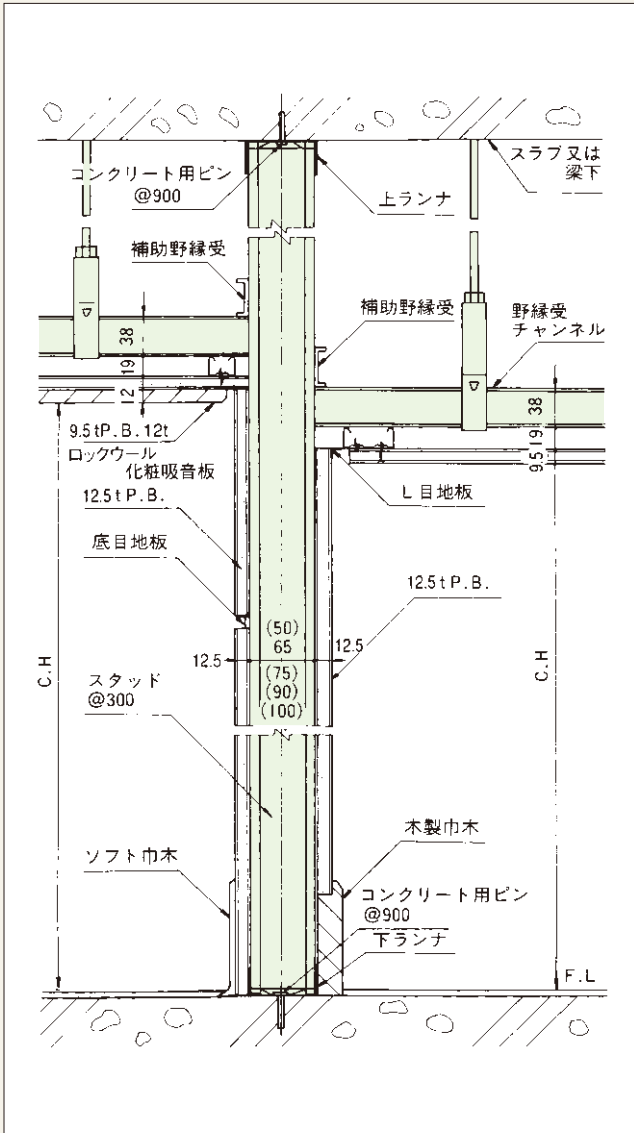 スラブ又は
梁下
コンクリート用ピン
@900
上ランナ
補助野縁受
補助野縁受
野縁受
チャンネル
38
19
12
38
19
9.5
9.5tP.B. 12t
ロックウール
化粧吸音板
L目地板
12.5tP.B.
底目地板
12.5tP.B.
(50)
12.5 65 12.5
(75)
(90)
(100)
C.H
C.H
スタッド
@300
木製巾木
ソフト巾木
コンクリート用ピン
@900
下ランナ
F.L